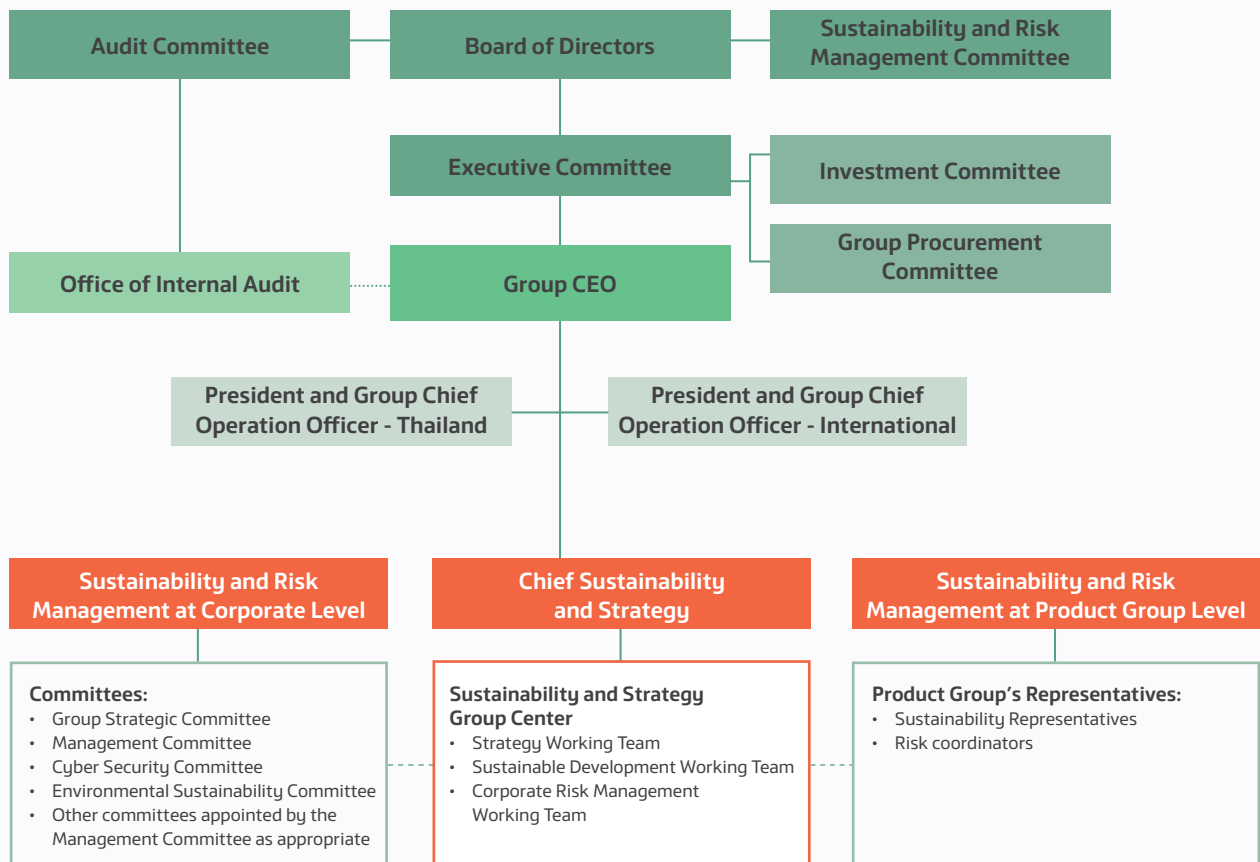 Audit Committee
Board of Directors
Sustainability and Risk
Management Committee
Executive Committee
Investment Committee
Group Procurement
Committee
Office of Internal Audit
Group CEO
President and Group Chief
Operation Officer - Thailand
President and Group Chief
Operation Officer - International
Sustainability and Risk
Management at Corporate Level
Chief Sustainability
and Strategy
Sustainability and Risk
Management at Product Group Level
Committees:
• Group Strategic Committee
• Management Committee
• Cyber Security Committee
• Environmental Sustainability Committee
• Other committees appointed by the
Management Committee as appropriate
Sustainability and Strategy
Group Center
• Strategy Working Team
• Sustainable Development Working Team
• Corporate Risk Management
Working Team
Product Group’s Representatives:
• Sustainability Representatives
• Risk coordinators